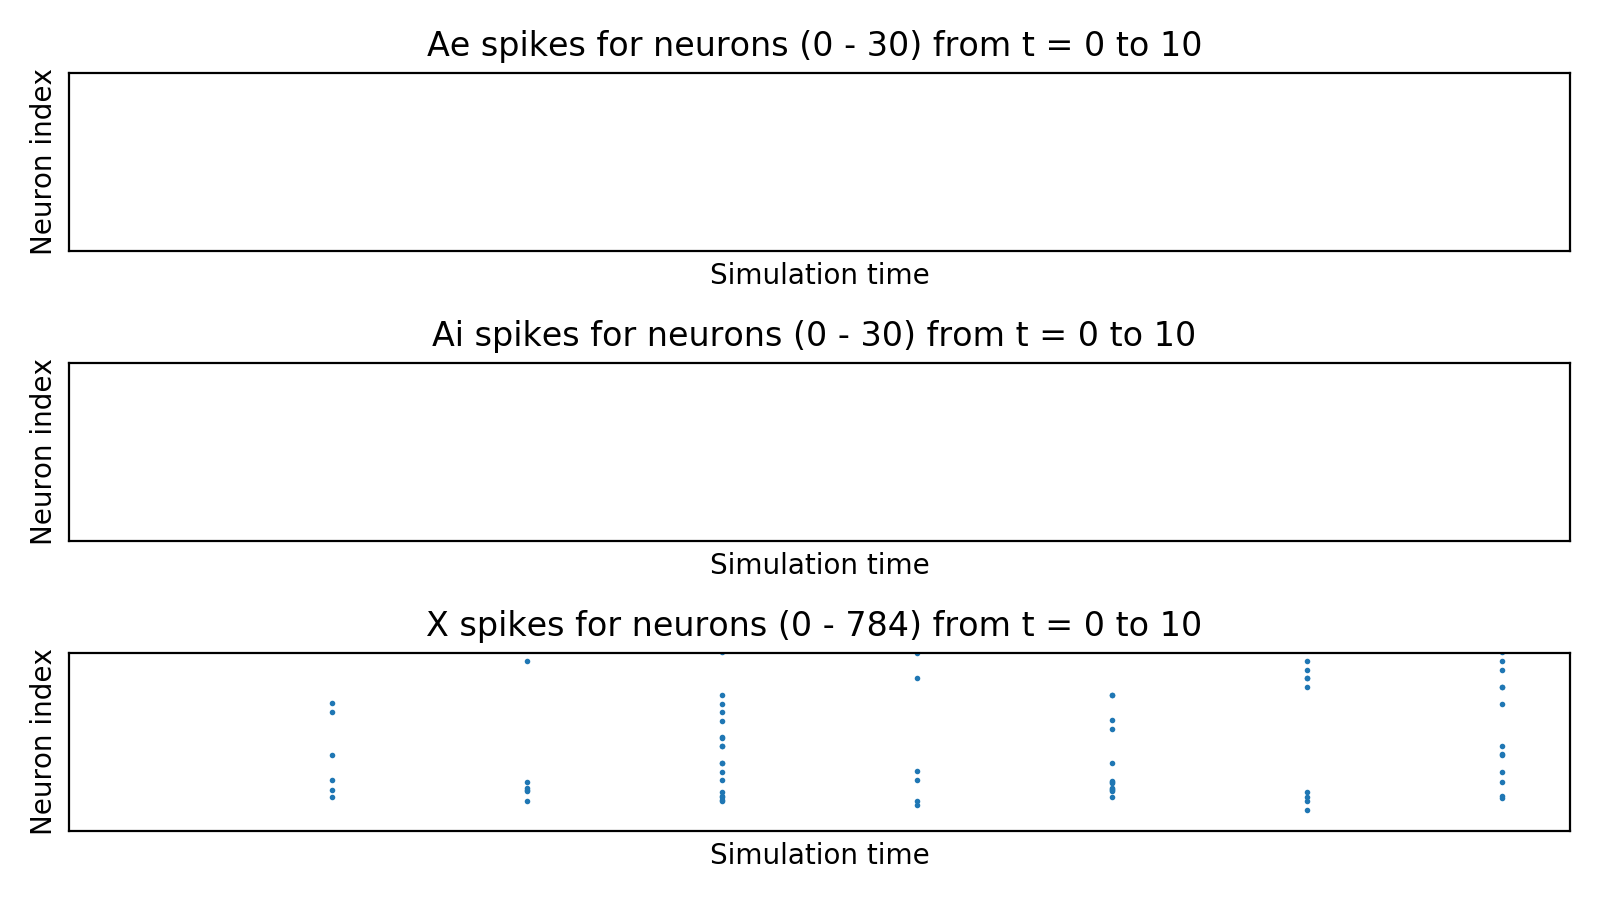 Ae spikes for neurons (0 - 30) from t = 0 to 10
Neuron index
Simulation time
Ai spikes for neurons (0 - 30) from t = 0 to 10
Neuron index
Simulation time
X spikes for neurons (0 - 784) from t = 0 to 10
Neuron index
Simulation time